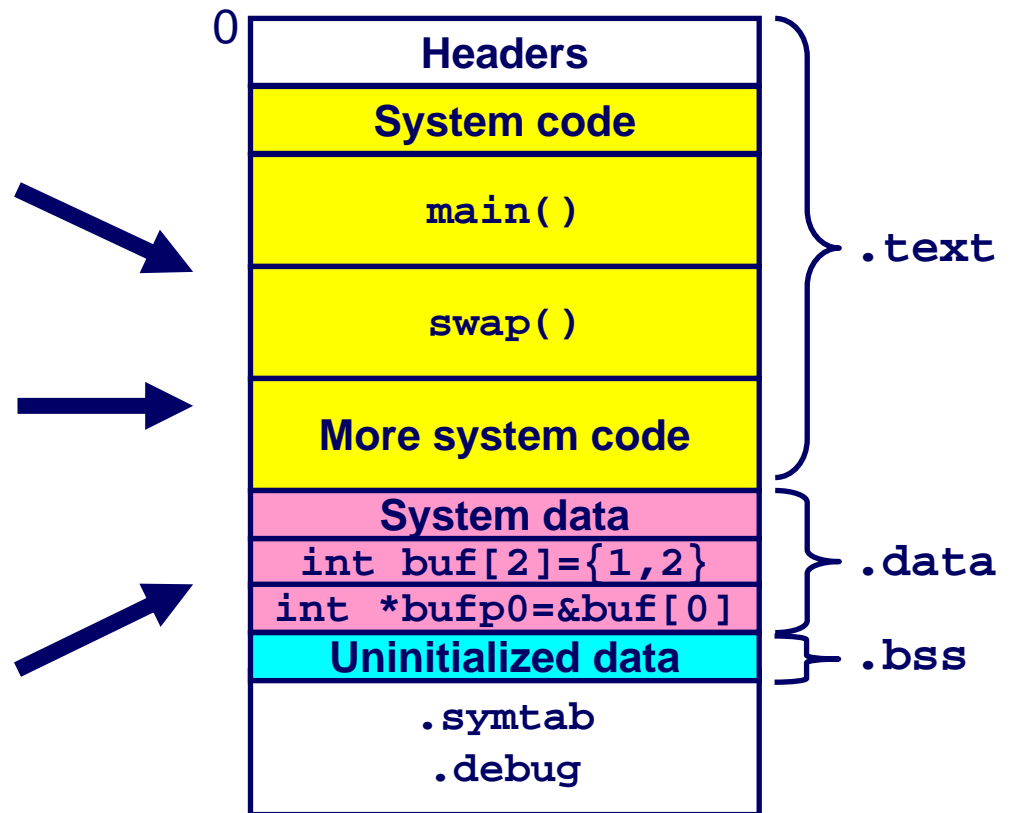 0
Headers
System code
main()
swap()
More system code
.text
System data
int buf[2]={1,2}
int *bufp0=&buf[0]
.data
Uninitialized data
.bss
.symtab
.debug